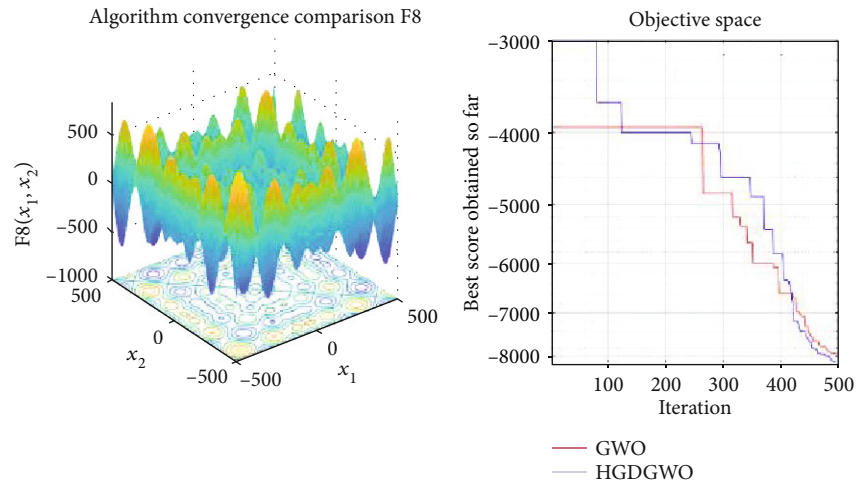 Algorithm convergence comparison F8
500
0
−500
−1000
F8(x1, x2)
500
0
−500
x2
−500
0
500
x1
Objective space
−3000
−4000
−5000
−6000
−7000
−8000
Best score obtained so far
100 200 300 400 500
Iteration
GWO
HGDGWO